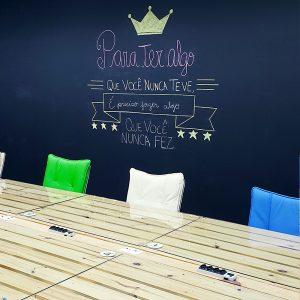 Para Ter algo
QUE VOCÊ NUNCA TEVE,
É preciso fazer algo
QUE VOCÊ
NUNCA FEZ